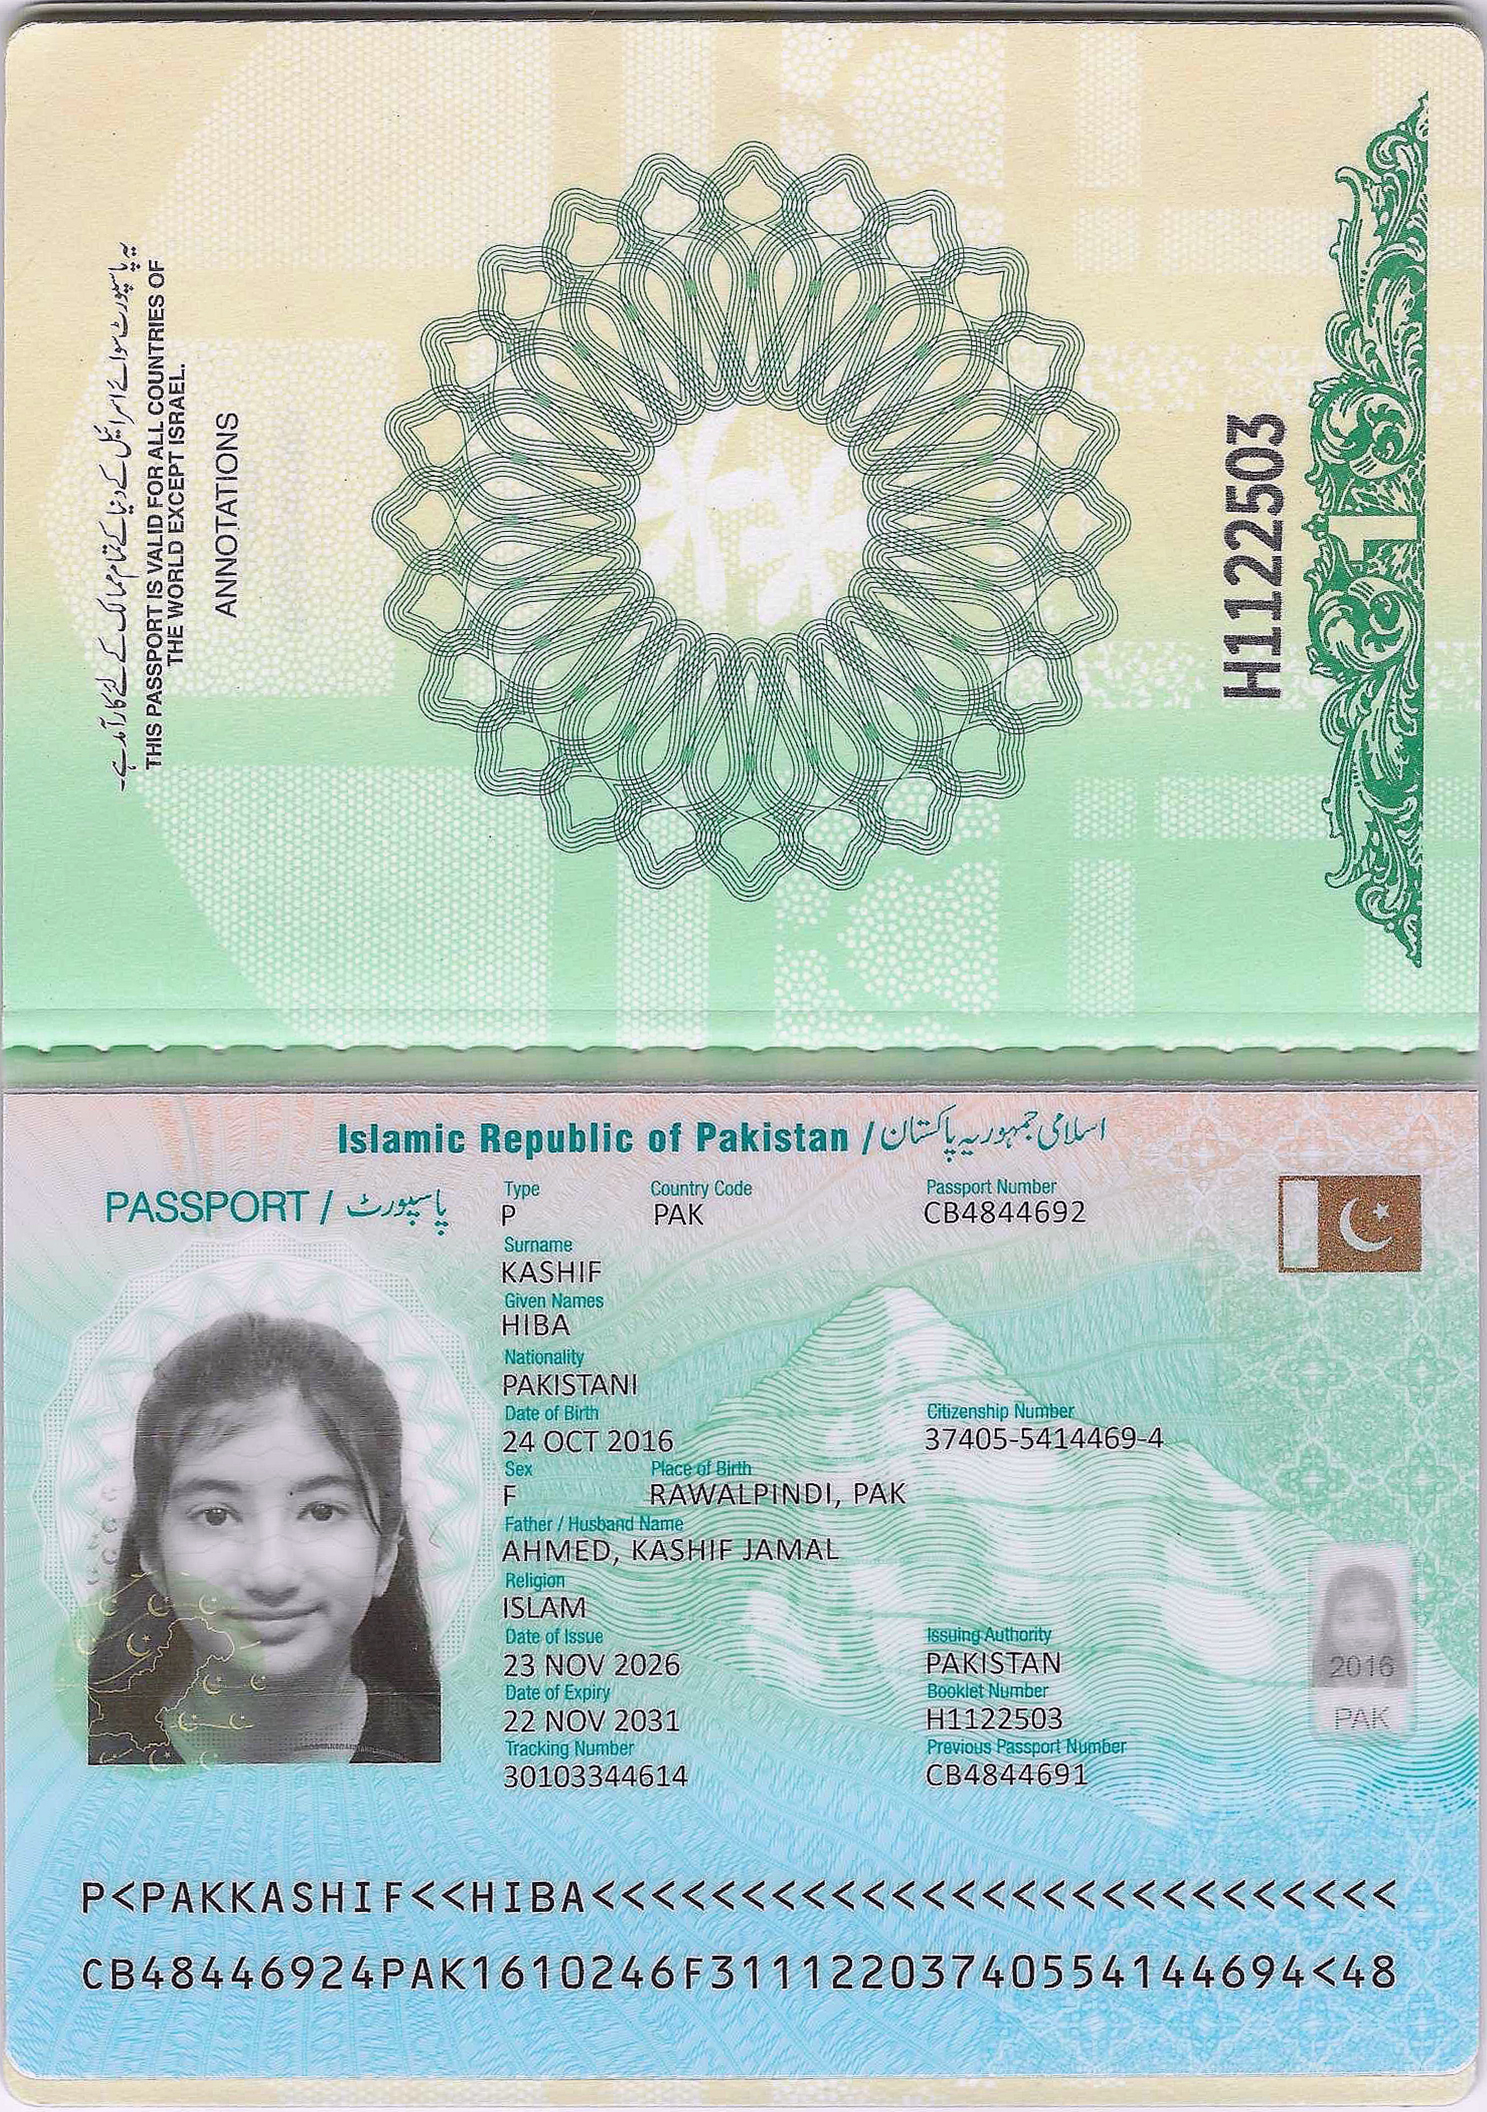 یہ پاسپورٹ سوائے اسرائیل کے دنیا کے تمام ممالک کے لئے کارآمد ہے۔
THIS PASSPORT IS VALID FOR ALL COUNTRIES OF
THE WORLD EXCEPT ISRAEL.
ANNOTATIONS
H1122503
1
Islamic Republic of Pakistan / اسلامی جمہوریہ پاکستان
PASSPORT / پاسپورٹ
Type Country Code Passport Number
P PAK CB4844692
Surname
KASHIF
Given Names
HIBA
Nationality
PAKISTANI
Date of Birth Citizenship Number
24 OCT 2016 37405-5414469-4
Sex Place of Birth
F RAWALPINDI, PAK
Father / Husband Name
AHMED, KASHIF JAMAL
Religion
ISLAM
Date of Issue Issuing Authority
23 NOV 2026 PAKISTAN
Date of Expiry Booklet Number
22 NOV 2031 H1122503
Tracking Number Previous Passport Number
30103344614 CB4844691
2016
PAK
P<PAKKASHIF<<HIBA<<<<<<<<<<<<<<<<<<<<<<<<<<<
CB48446924PAK1610246F3111220374055414469​4<48